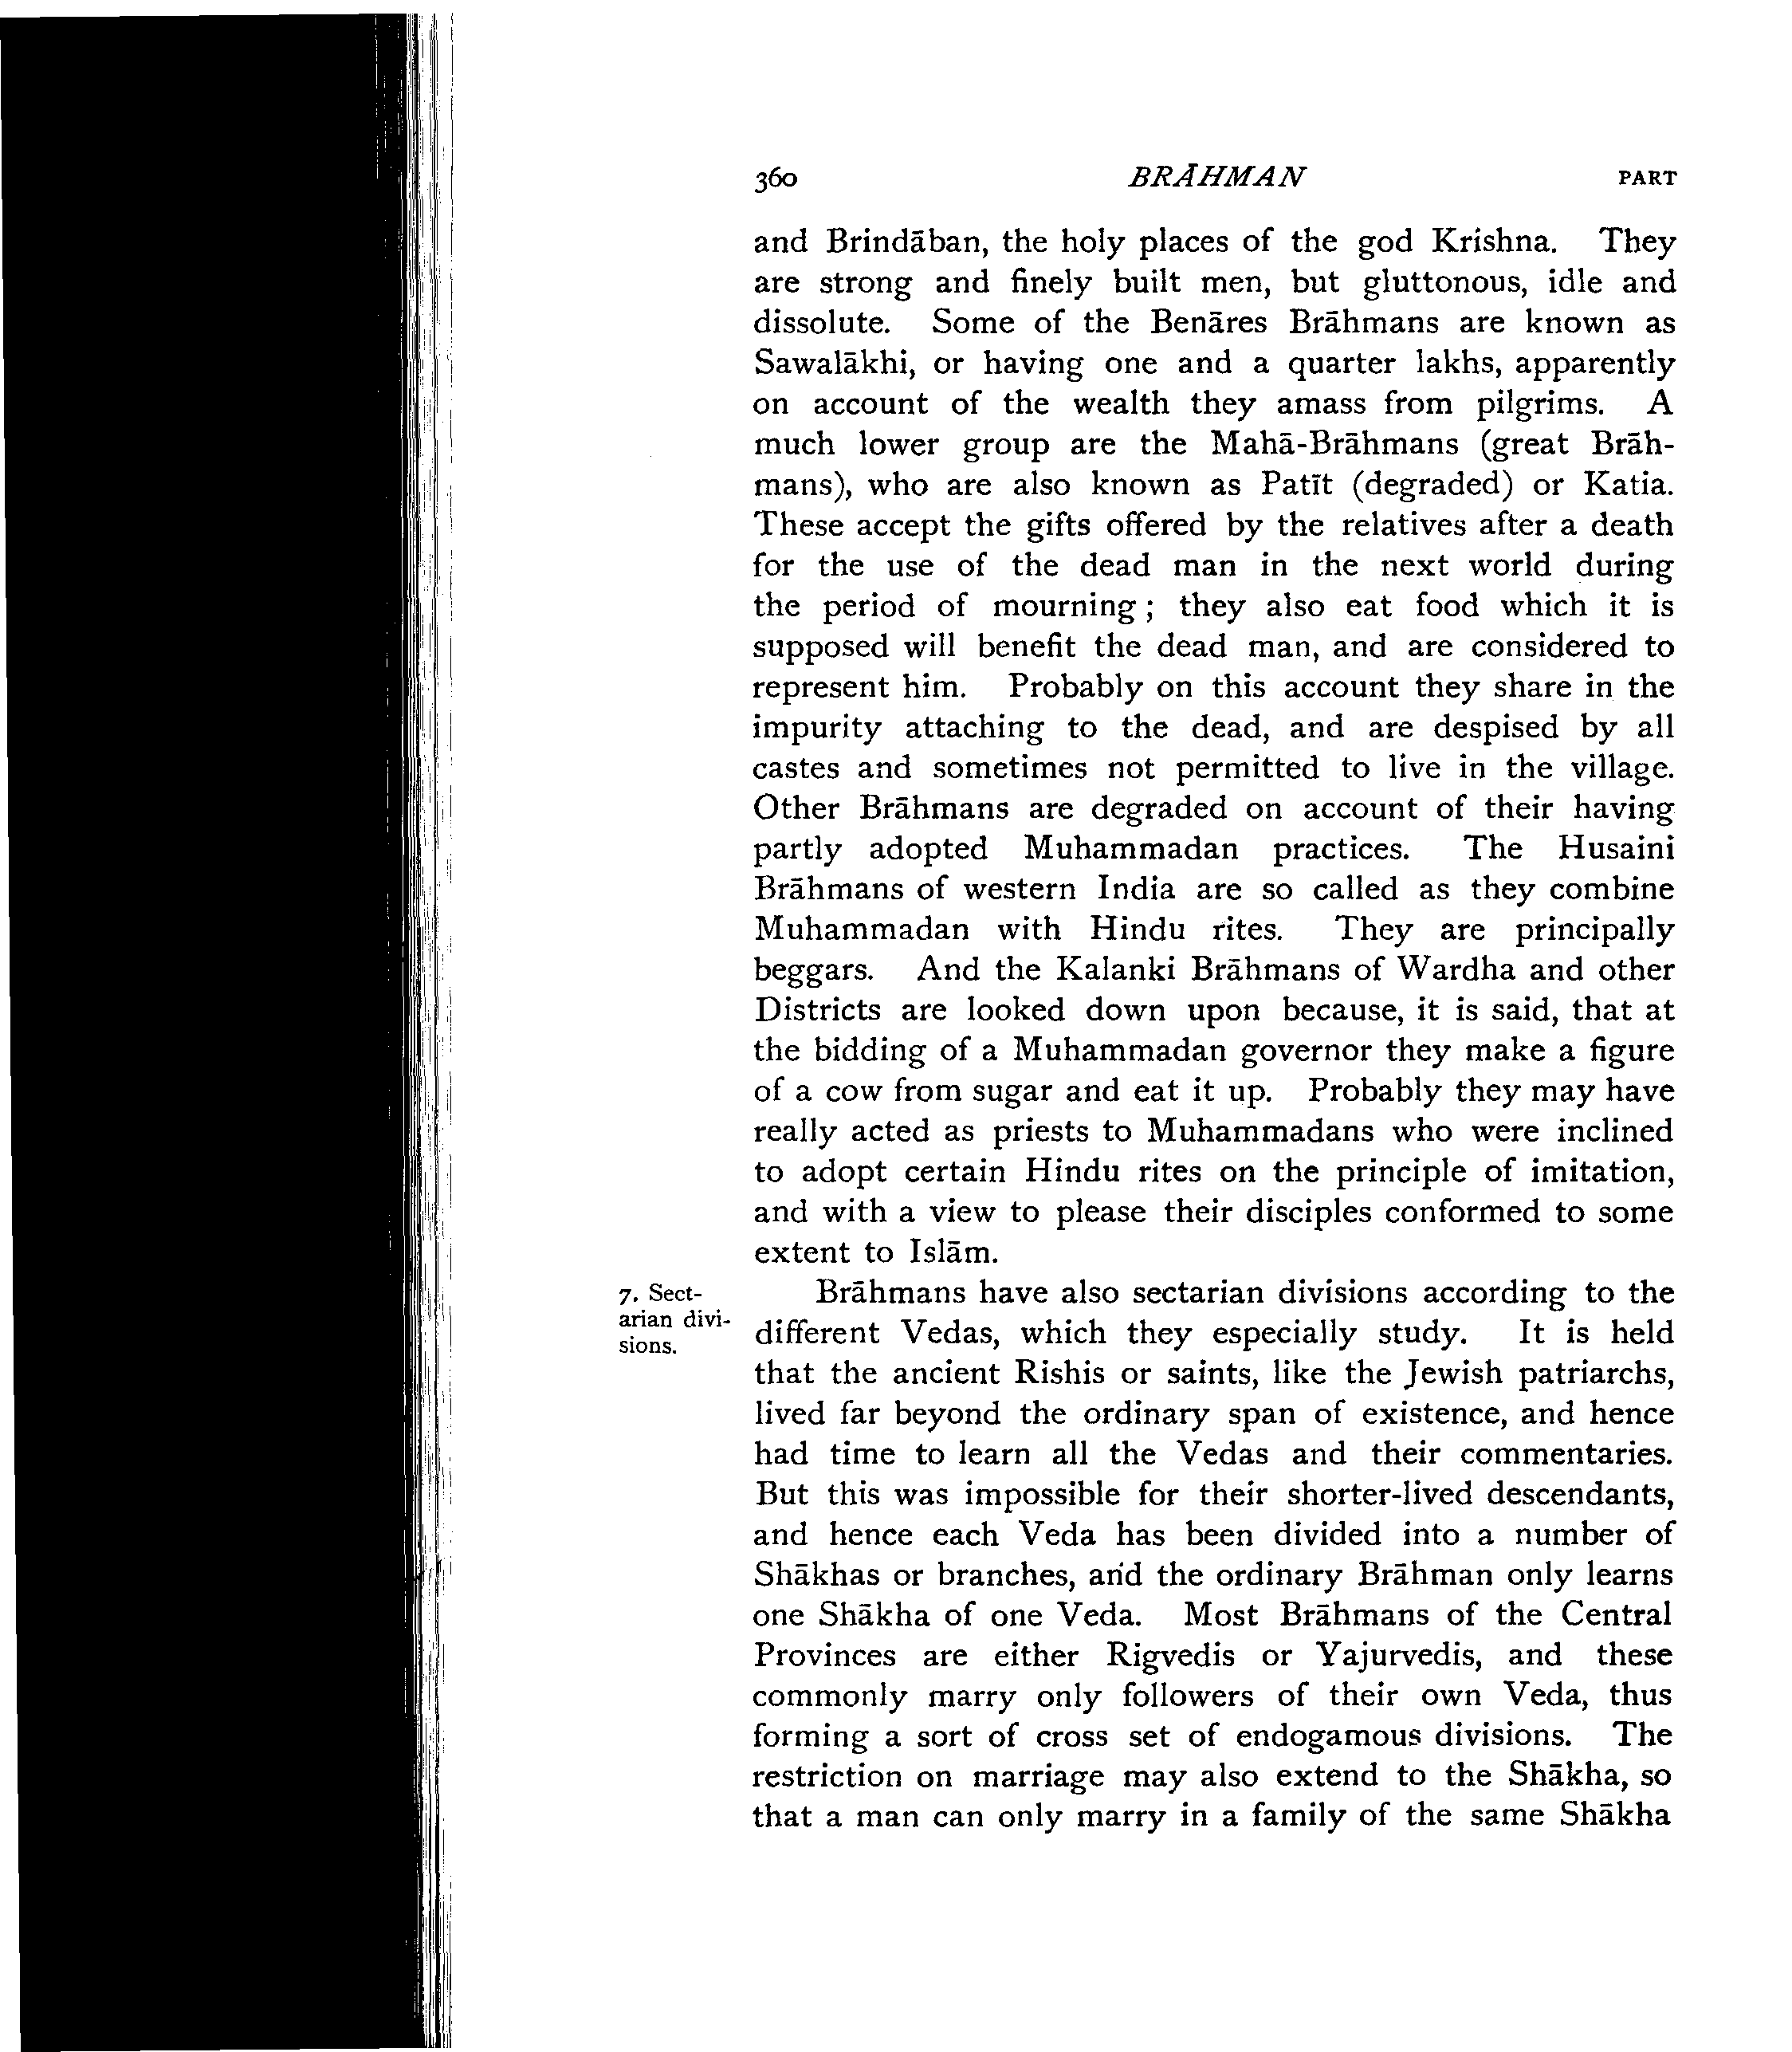 360 BRĀHMAN PART
and Brindāban, the holy places of the god Krishna. They
are strong and finely built men, but gluttonous, idle and
dissolute. Some of the Benāres Brāhmans are known as
Sawalākhi, or having one and a quarter lakhs, apparently
on account of the wealth they amass from pilgrims. A
much lower group are the Mahā-Brāhmans (great Brāh-
mans), who are also known as Patīt (degraded) or Katia.
These accept the gifts offered by the relatives after a death
for the use of the dead man in the next world during
the period of mourning; they also eat food which it is
supposed will benefit the dead man, and are considered to
represent him. Probably on this account they share in the
impurity attaching to the dead, and are despised by all
castes and sometimes not permitted to live in the village.
Other Brāhmans are degraded on account of their having
partly adopted Muhammadan practices. The Husaini
Brāhmans of western India are so called as they combine
Muhammadan with Hindu rites. They are principally
beggars. And the Kalanki Brāhmans of Wardha and other
Districts are looked down upon because, it is said, that at
the bidding of a Muhammadan governor they make a figure
of a cow from sugar and eat it up. Probably they may have
really acted as priests to Muhammadans who were inclined
to adopt certain Hindu rites on the principle of imitation,
and with a view to please their disciples conformed to some
extent to Islām.
7. Sect-
arian divi-
sions.
Brāhmans have also sectarian divisions according to the
different Vedas, which they especially study. It is held
that the ancient Rishis or saints, like the Jewish patriarchs,
lived far beyond the ordinary span of existence, and hence
had time to learn all the Vedas and their commentaries.
But this was impossible for their shorter-lived descendants,
and hence each Veda has been divided into a number of
Shākhas or branches, and the ordinary Brāhman only learns
one Shākha of one Veda. Most Brāhmans of the Central
Provinces are either Rigvedis or Yajurvedis, and these
commonly marry only followers of their own Veda, thus
forming a sort of cross set of endogamous divisions. The
restriction on marriage may also extend to the Shākha, so
that a man can only marry in a family of the same Shākha